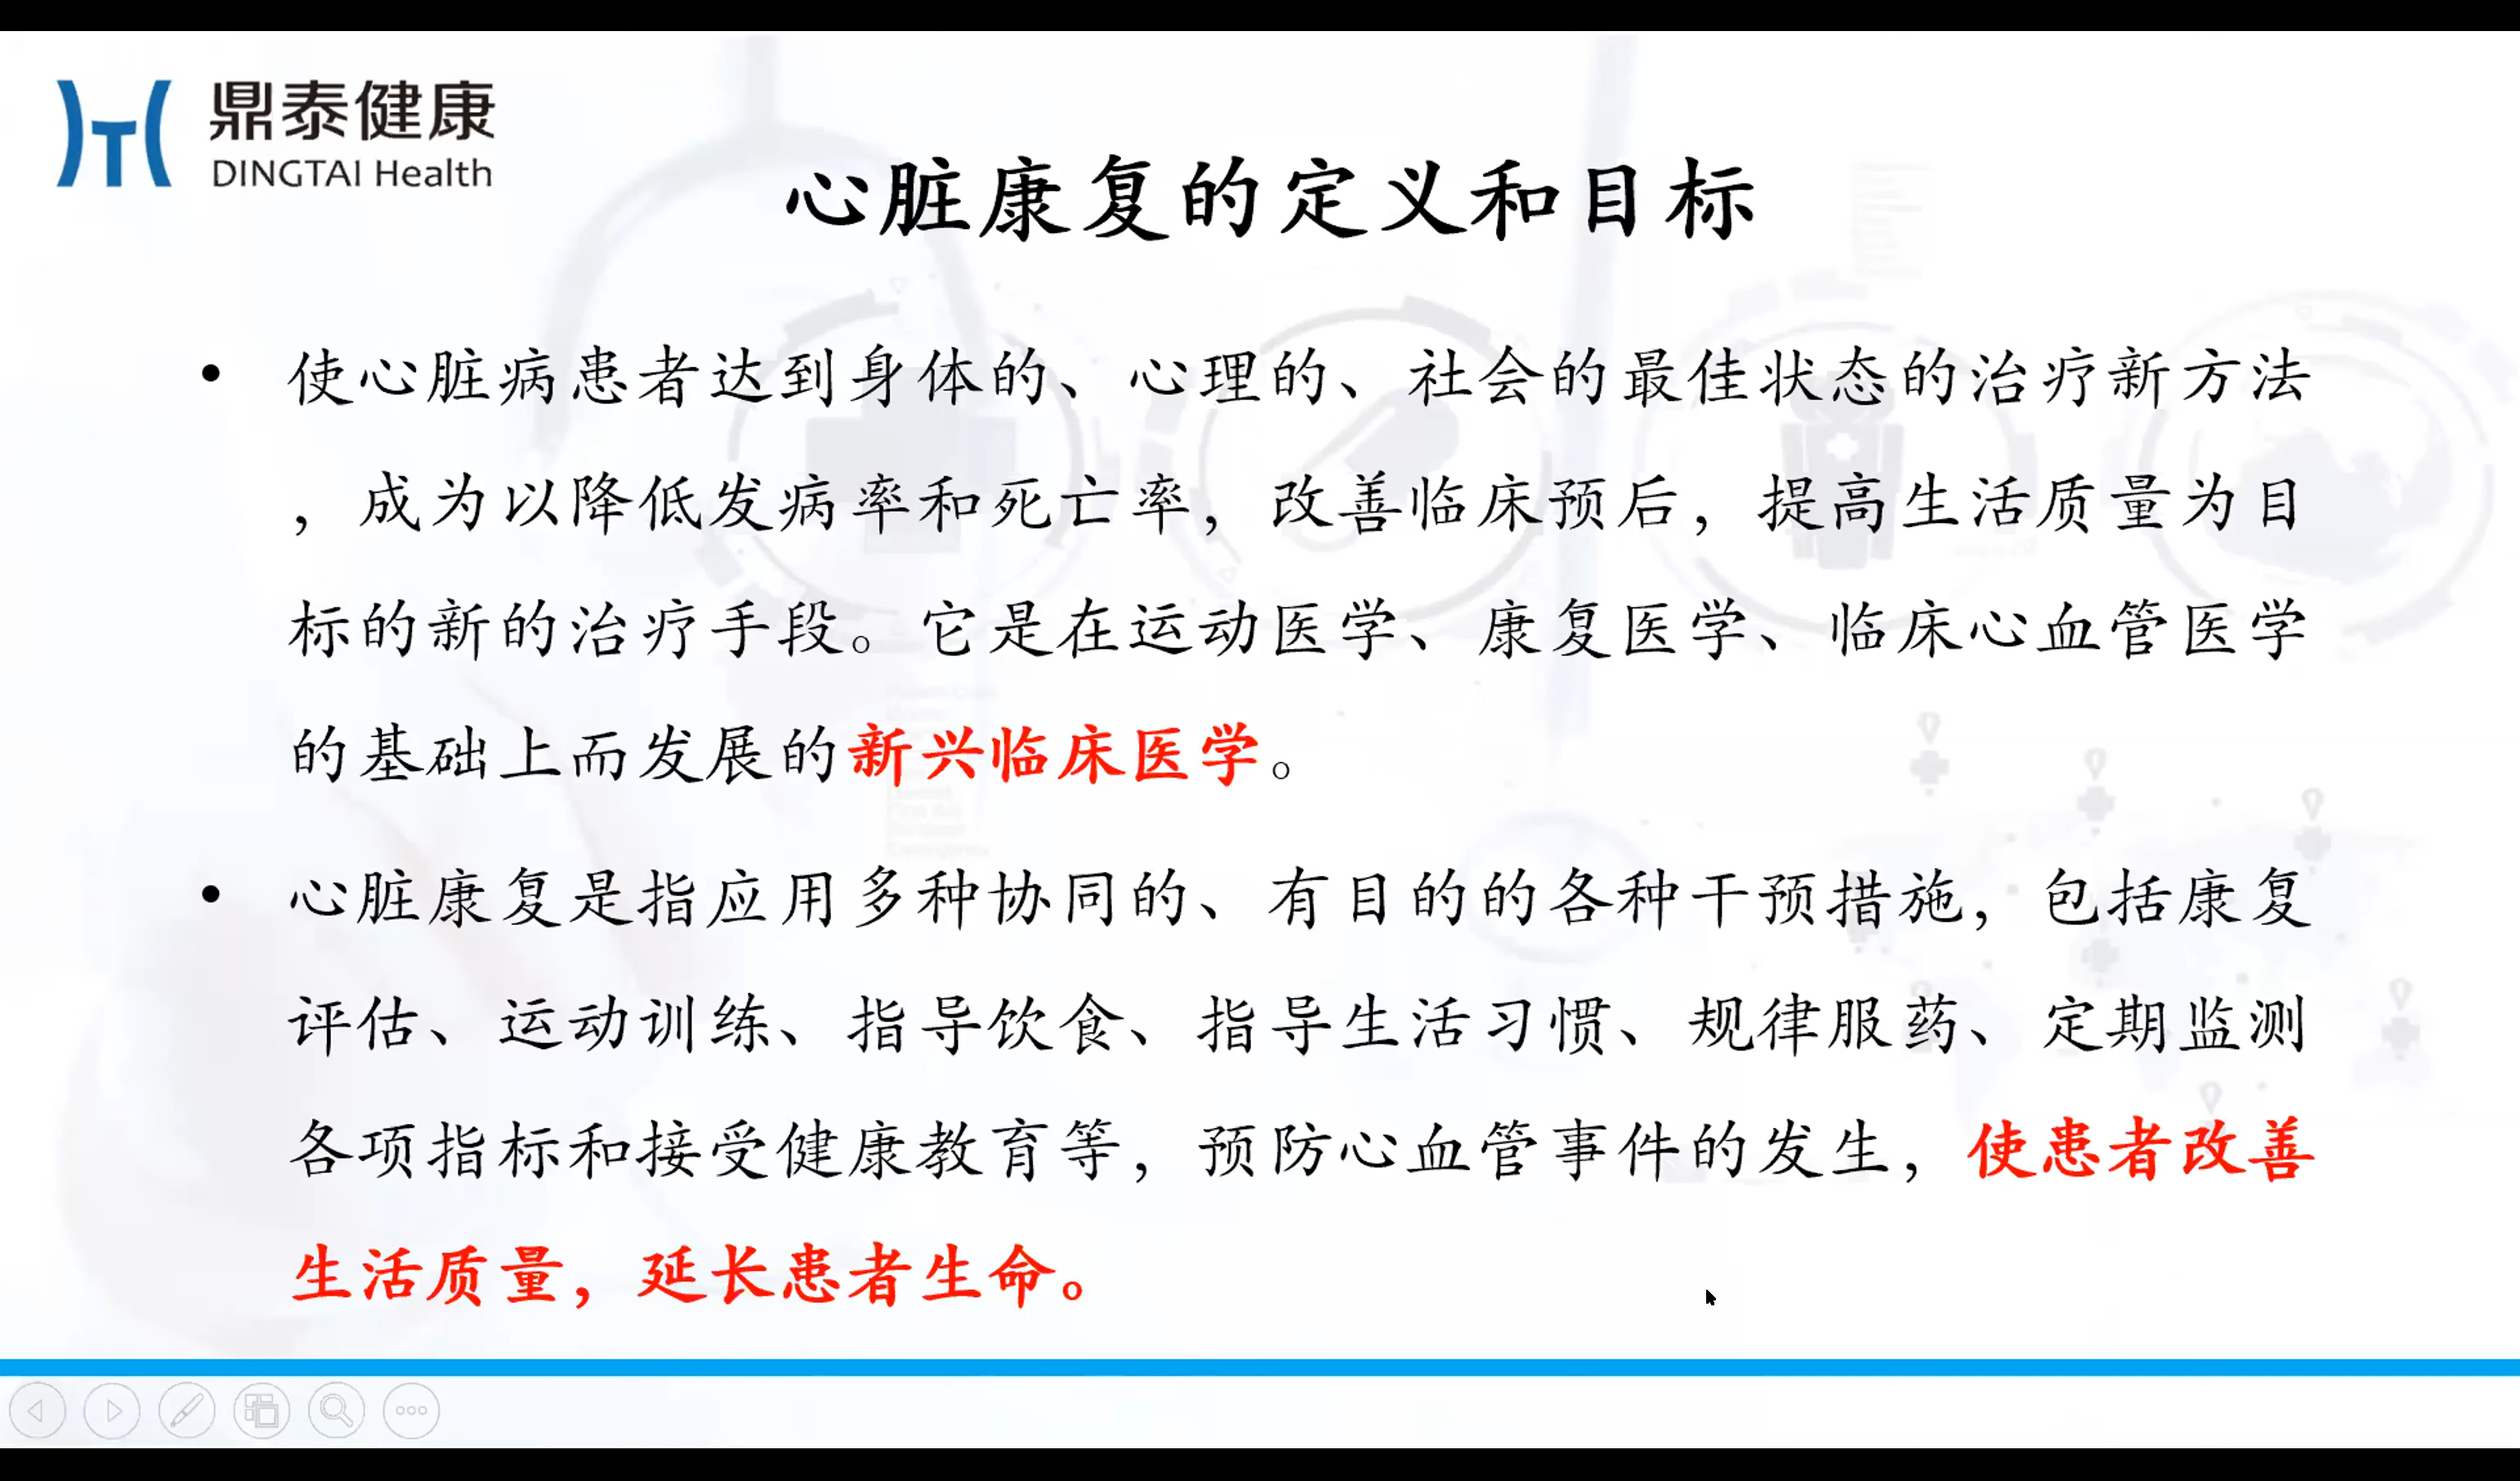 鼎泰健康
DINGTAI Health
心脏康复的定义和目标
• 使心脏病患者达到身体的、心理的、社会的最佳状态的治疗新方法
，成为以降低发病率和死亡率，改善临床预后，提高生活质量为目
标的新的治疗手段。它是在运动医学、康复医学、临床心血管医学
的基础上而发展的新兴临床医学。
• 心脏康复是指应用多种协同的、有目的的各种干预措施，包括康复
评估、运动训练、指导饮食、指导生活习惯、规律服药、定期监测
各项指标和接受健康教育等，预防心血管事件的发生，使患者改善
生活质量，延长患者生命。